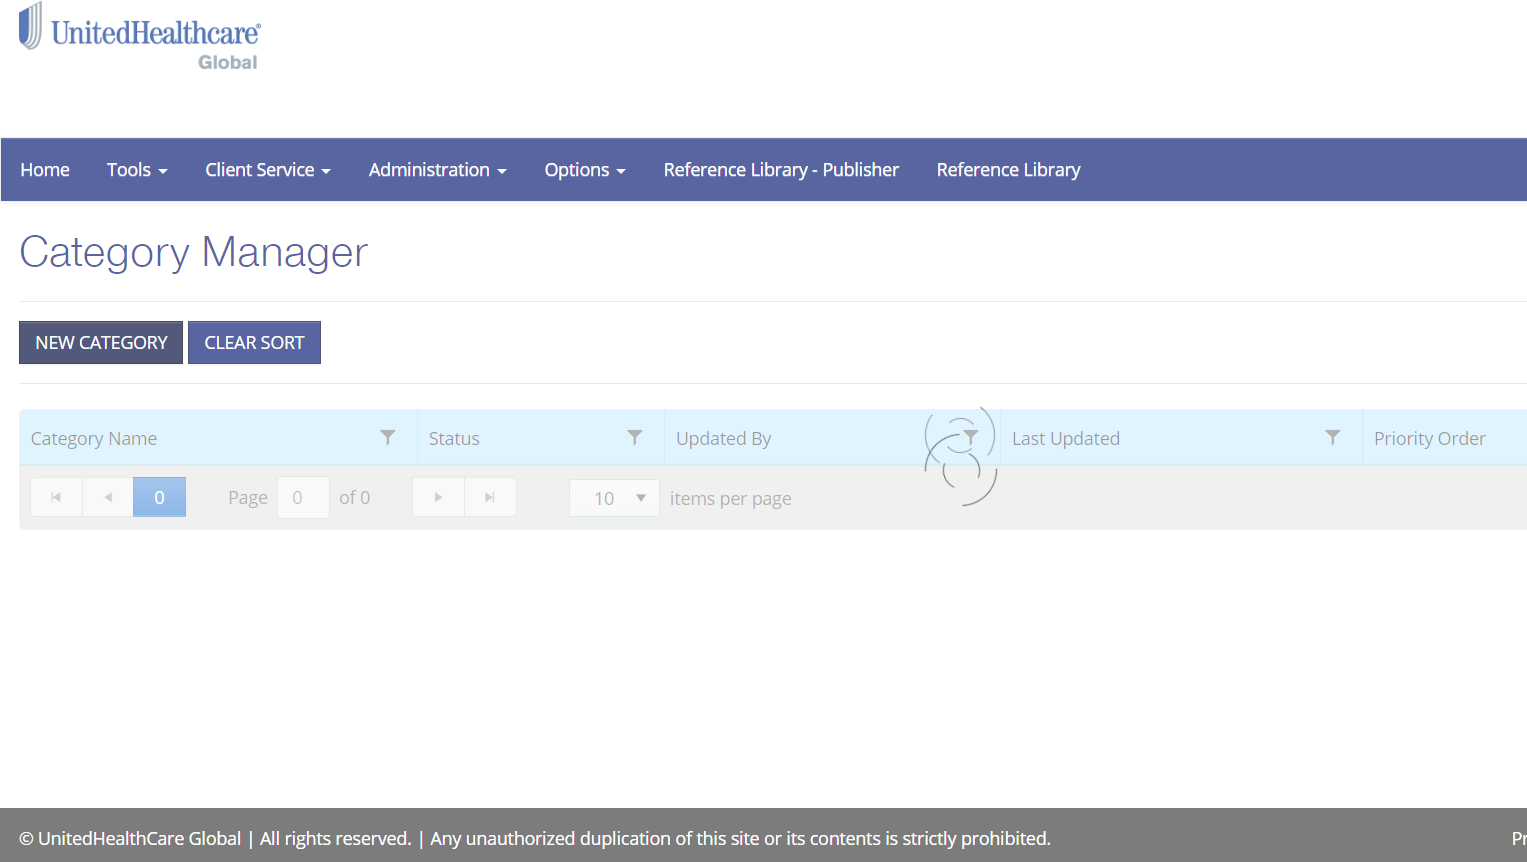 UnitedHealthcare®
Global
Home Tools Client Service Administration Options Reference Library - Publisher Reference Library
Category Manager
NEW CATEGORY CLEAR SORT
Category Name Status Updated By Last Updated Priority Order
0 Page 0 of 0 10 items per page
© UnitedHealthCare Global | All rights reserved. | Any unauthorized duplication of this site or its contents is strictly prohibited.